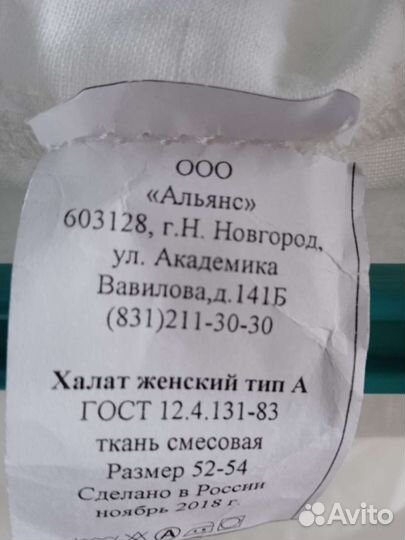 ООО
«Альянс»
603128, г.Н. Новгород,
ул. Академика
Вавилова,д.141Б
(831)211-30-30
Халат женский тип А
ГОСТ 12.4.131-83
ткань смесовая
Размер 52-54
Сделано в России
ноябрь 2018 г.
Avito